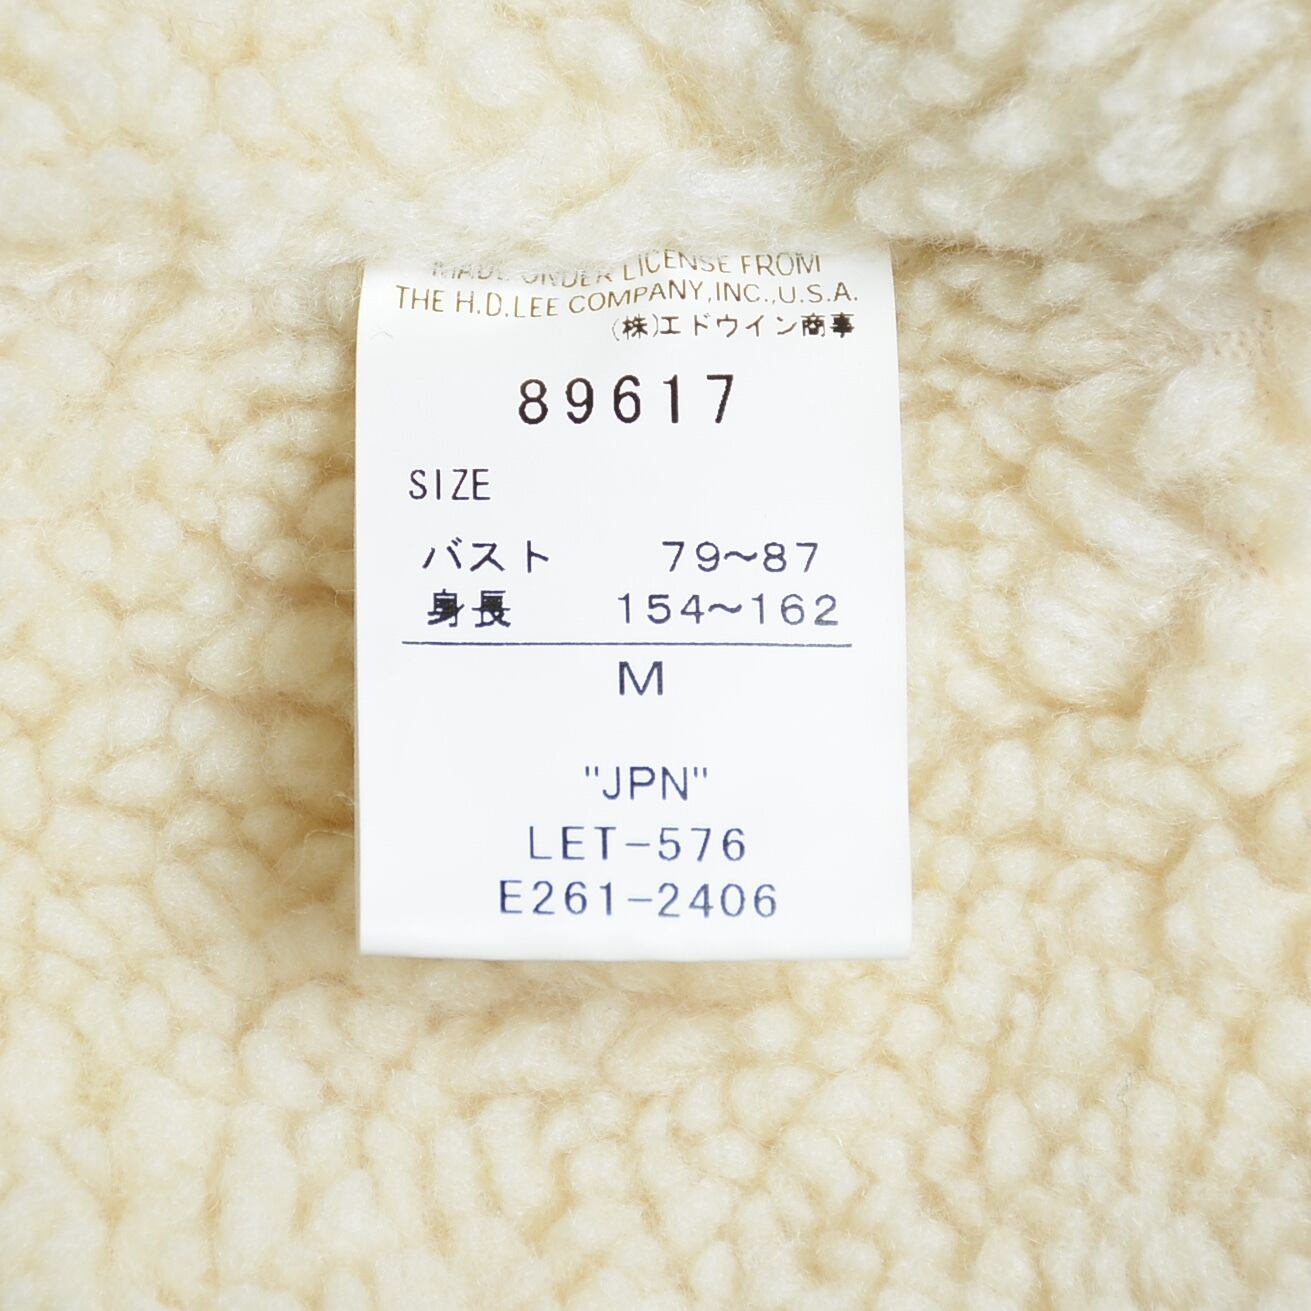 MADE UNDER LICENSE FROM
THE H.D.LEE COMPANY,INC.,U.S.A.
(株)エドウイン商事
89617
SIZE
バスト 79〜87
身長 154〜162
M
"JPN"
LET-576
E261-2406